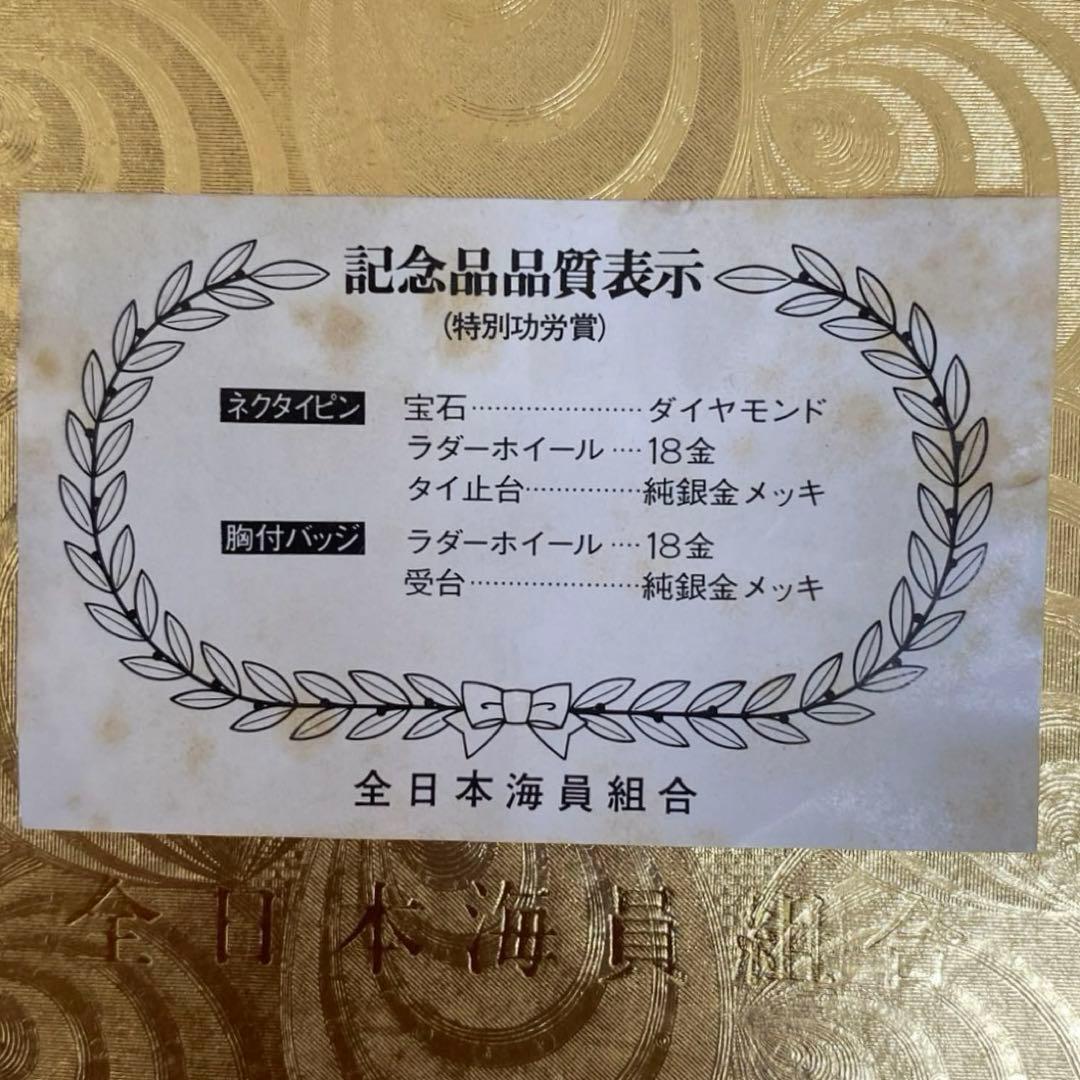 記念品品質表示
(特別功労賞)
ネクタイピン 宝石……………………ダイヤモンド
ラダーホイール ‥‥18金
タイ止台……………純銀金メッキ
胸付バッジ ラダーホイール ‥‥18金
受台……………………純銀金メッキ
全日本海員組合
全日本海員組合